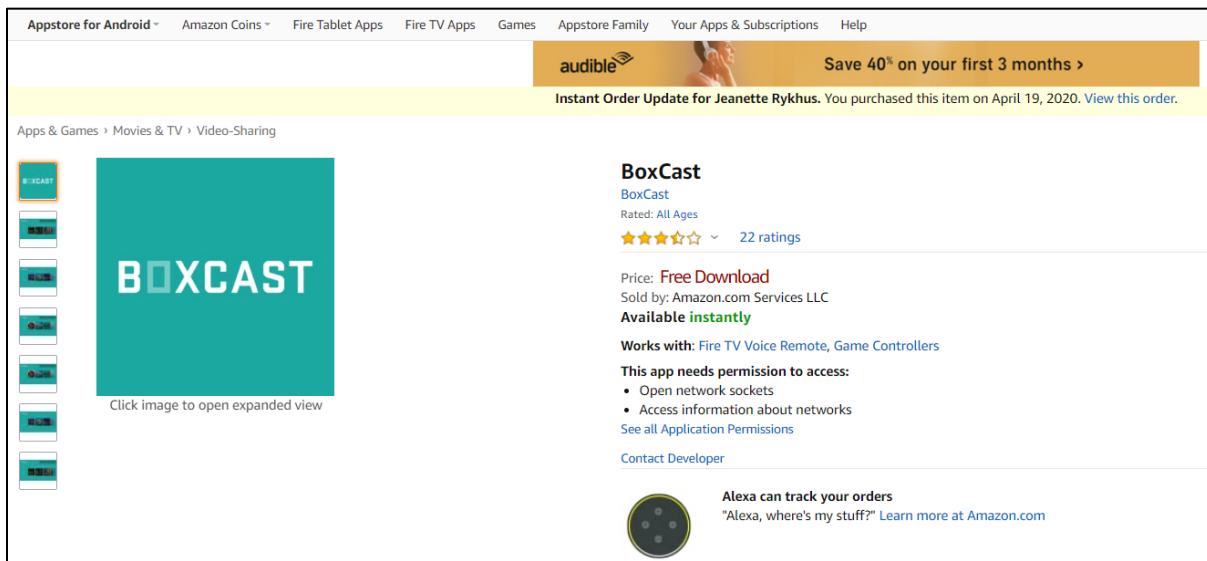 Appstore for Android Amazon Coins Fire Tablet Apps Fire TV Apps Games Appstore Family Your Apps & Subscriptions Help
audible Save 40% on your first 3 months ›
Instant Order Update for Jeanette Rykhus. You purchased this item on April 19, 2020. View this order.
Apps & Games › Movies & TV › Video-Sharing
BOXCAST
BOXCAST
Click image to open expanded view
BoxCast
BoxCast
Rated: All Ages
22 ratings
Price: Free Download
Sold by: Amazon.com Services LLC
Available instantly
Works with: Fire TV Voice Remote, Game Controllers
This app needs permission to access:
• Open network sockets
• Access information about networks
See all Application Permissions
Contact Developer
Alexa can track your orders
"Alexa, where's my stuff?" Learn more at Amazon.com